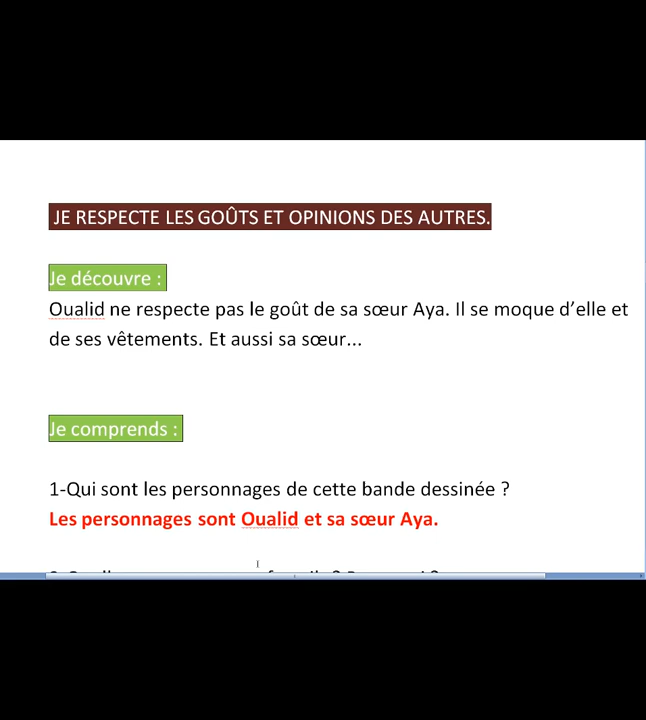 JE RESPECTE LES GOÛTS ET OPINIONS DES AUTRES.
Je découvre :
Oualid ne respecte pas le goût de sa sœur Aya. Il se moque d’elle et
de ses vêtements. Et aussi sa sœur...
Je comprends :
1-Qui sont les personnages de cette bande dessinée ?
Les personnages sont Oualid et sa sœur Aya.